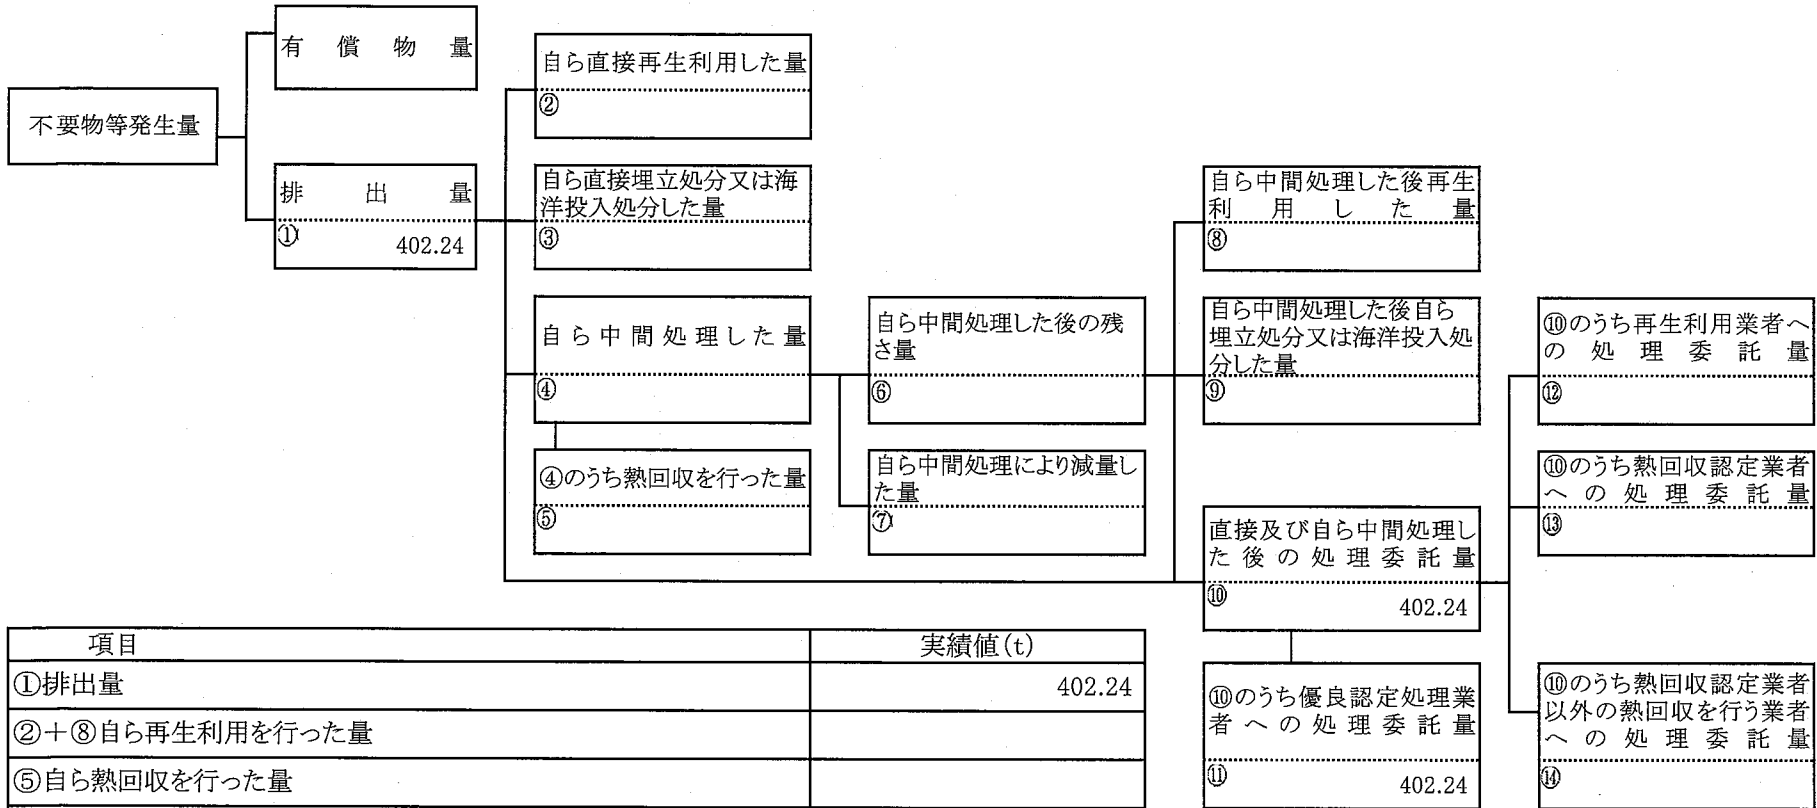 有償物量
不要物等発生量
排出量
①
402.24
自ら直接再生利用した量
②
自ら直接埋立処分又は海
洋投入処分した量
③
自ら中間処理した量
④
④のうち熱回収を行った量
⑤
自ら中間処理した後の残
さ量
⑥
自ら中間処理により減量し
た量
⑦
自ら中間処理した後再生
利用した量
⑧
自ら中間処理した後自ら
埋立処分又は海洋投入処
分した量
⑨
直接及び自ら中間処理し
た後の処理委託量
⑩
402.24
⑩のうち優良認定処理業
者への処理委託量
⑪
402.24
⑩のうち再生利用業者へ
の処理委託量
⑫
⑩のうち熱回収認定業者
への処理委託量
⑬
⑩のうち熱回収認定業者
以外の熱回収を行う業者
への処理委託量
⑭
項目 実績値(t)
①排出量 402.24
②+⑧自ら再生利用を行った量
⑤自ら熱回収を行った量